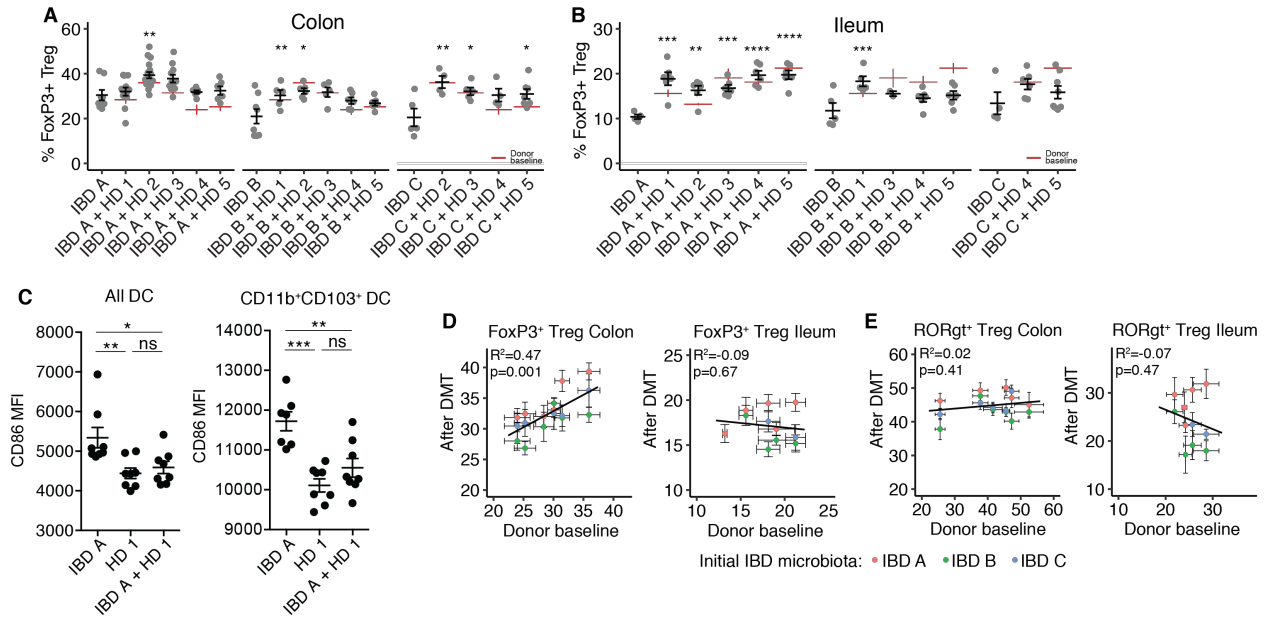 A
Colon
% FoxP3+ Treg
60
40
20
0
** ** * ** * *
Donor
baseline
IBD A
IBD A + HD 1
IBD A + HD 2
IBD A + HD 3
IBD A + HD 4
IBD A + HD 5
IBD B
IBD B + HD 1
IBD B + HD 2
IBD B + HD 3
IBD B + HD 4
IBD B + HD 5
IBD C
IBD C + HD 2
IBD C + HD 3
IBD C + HD 4
IBD C + HD 5
B
Ileum
% FoxP3+ Treg
30
20
10
0
*** ** *** **** **** ***
Donor
baseline
IBD A
IBD A + HD 1
IBD A + HD 2
IBD A + HD 3
IBD A + HD 4
IBD A + HD 5
IBD B
IBD B + HD 1
IBD B + HD 3
IBD B + HD 4
IBD B + HD 5
IBD C
IBD C + HD 4
IBD C + HD 5
C
All DC
CD86 MFI
8000
7000
6000
5000
4000
3000
*
** ns
IBD A
HD 1
IBD A + HD 1
CD11b+CD103+ DC
CD86 MFI
14000
13000
12000
11000
10000
9000
**
*** ns
IBD A
HD 1
IBD A + HD 1
D
FoxP3+ Treg Colon
R²=0.47
p=0.001
After DMT
40
35
30
25
20
20 30 40
Donor baseline
FoxP3+ Treg Ileum
R²=-0.09
p=0.67
After DMT
25
20
15
10
10 15 20 25
Donor baseline
E
RORgt+ Treg Colon
R²=0.02
p=0.41
After DMT
60
50
40
30
20
20 30 40 50 60
Donor baseline
RORgt+ Treg Ileum
R²=-0.07
p=0.47
After DMT
30
20
10
10 20 30
Donor baseline
Initial IBD microbiota: IBD A IBD B IBD C